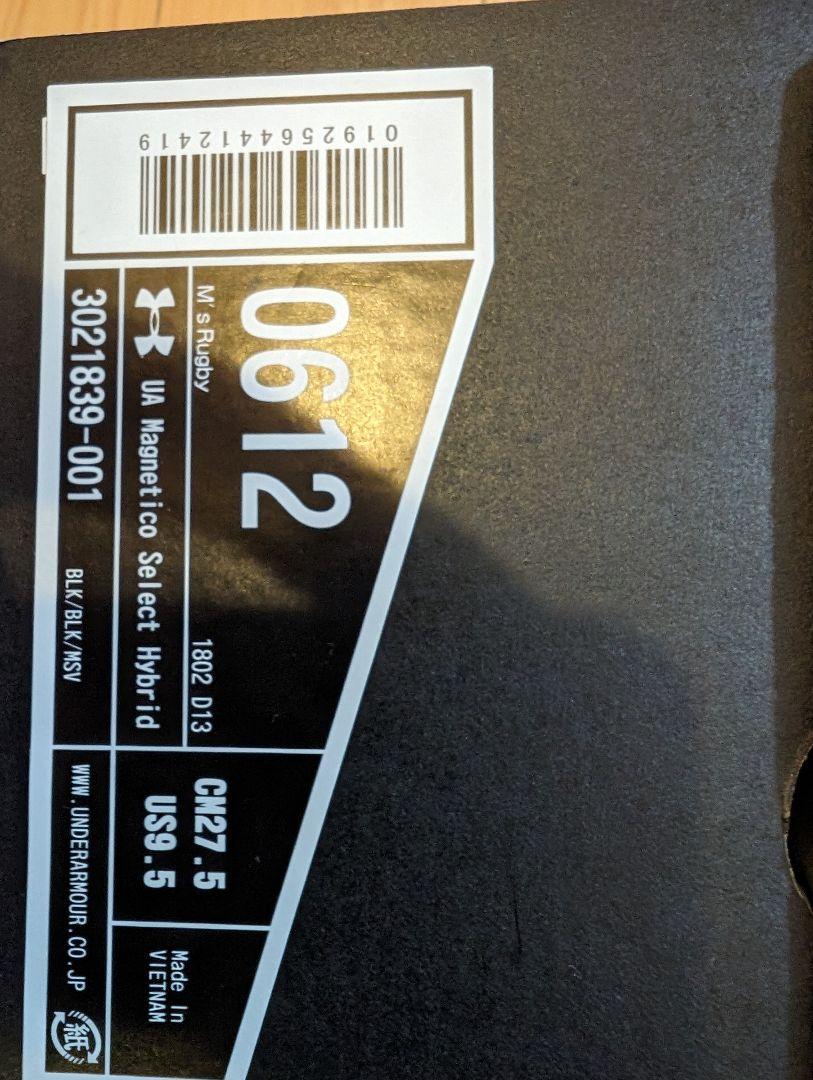 0192564412419
0612
M's Rugby 1802 D13
UA Magnetico Select Hybrid
3021839-001 BLK/BLK/MSV
CM27.5
US9.5
Made In
VIETNAM
WWW.UNDERARMOUR.CO.JP
紙